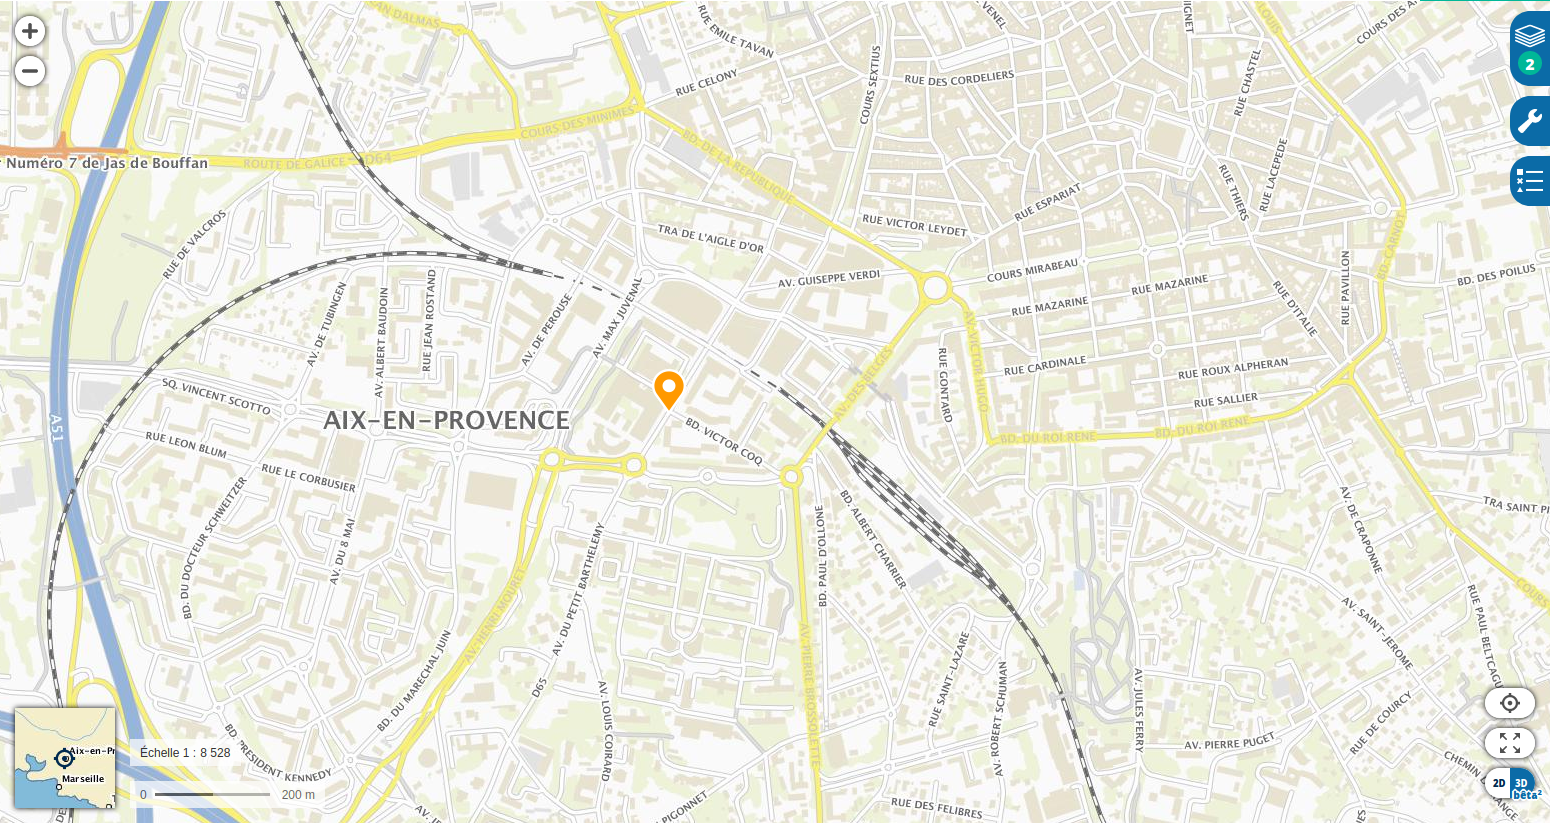 AN DALMAS
RUE EMILE TAVAN
RUE CELONY
COURS SEXTIUS
RUE DES CORDELIERS
VENEL
IGNET
RUE CHASTEL
LOUIS
COURS DES AR
2
COURS DES MINIMES
BD. DE LA REPUBLIQUE
ROUTE DE GALICE
D64
r Numéro 7 de Jas de Bouffan
RUE DE VALCROS
RUE VICTOR LEYDET
RUE ESPARIAT
RUE THIERS
RUE LACEPEDE
TRA DE L'AIGLE D'OR
BD. CARNOT
AV. GUISEPPE VERDI
COURS MIRABEAU
RUE MAZARINE
RUE MAZARINE
RUE D'ITALIE
RUE PAVILLON
BD. DES POILUS
AV. DE TUBINGEN
AV. ALBERT BAUDOIN
RUE JEAN ROSTAND
AV. DE PEROUSE
AV. MAX JUVENAL
AV. VICTOR HUGO
AV. DES BELGES
RUE GONTARD
RUE CARDINALE
RUE ROUX ALPHERAN
RUE SALLIER
SQ. VINCENT SCOTTO
AIX-EN-PROVENCE
A51
BD. VICTOR COQ
BD. DU ROI RENE
BD. DU ROI RENE
RUE LEON BLUM
RUE LE CORBUSIER
BD. DU DOCTEUR SCHWEITZER
AV. DU 8 MAI
AV. DU PETIT BARTHELEMY
BD. PAUL D'OLLONE
BD. ALBERT CHARRIER
AV. DE CRAPONNE
TRA SAINT PI
COURS
AV. HENRI MOURET
BD. DU MARECHAL JUIN
AV. SAINT-JEROME
RUE PAUL BELTCAGU
D65
AV. LOUIS COIRARD
AV. PIERRE BROSSOLETTE
RUE SAINT-LAZARE
AV. ROBERT SCHUMAN
AV. JULES FERRY
AV. PIERRE PUGET
RUE DE COURCY
BD. PRESIDENT KENNEDY
Aix-en-Pr
Marseille
Échelle 1 : 8 528
0
200 m
PIGONNET
RUE DES FELIBRES
2D
3D
bêta2